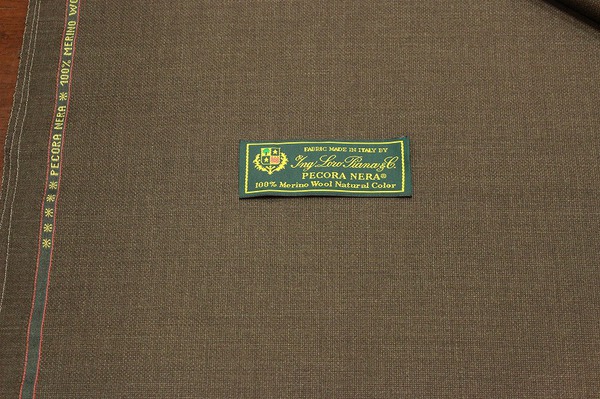 FABRIC MADE IN ITALY BY
Ing. Loro Piana & C.
PECORA NERA®
100% Merino Wool Natural Color
***** PECORA NERA * 100% MERINO WO